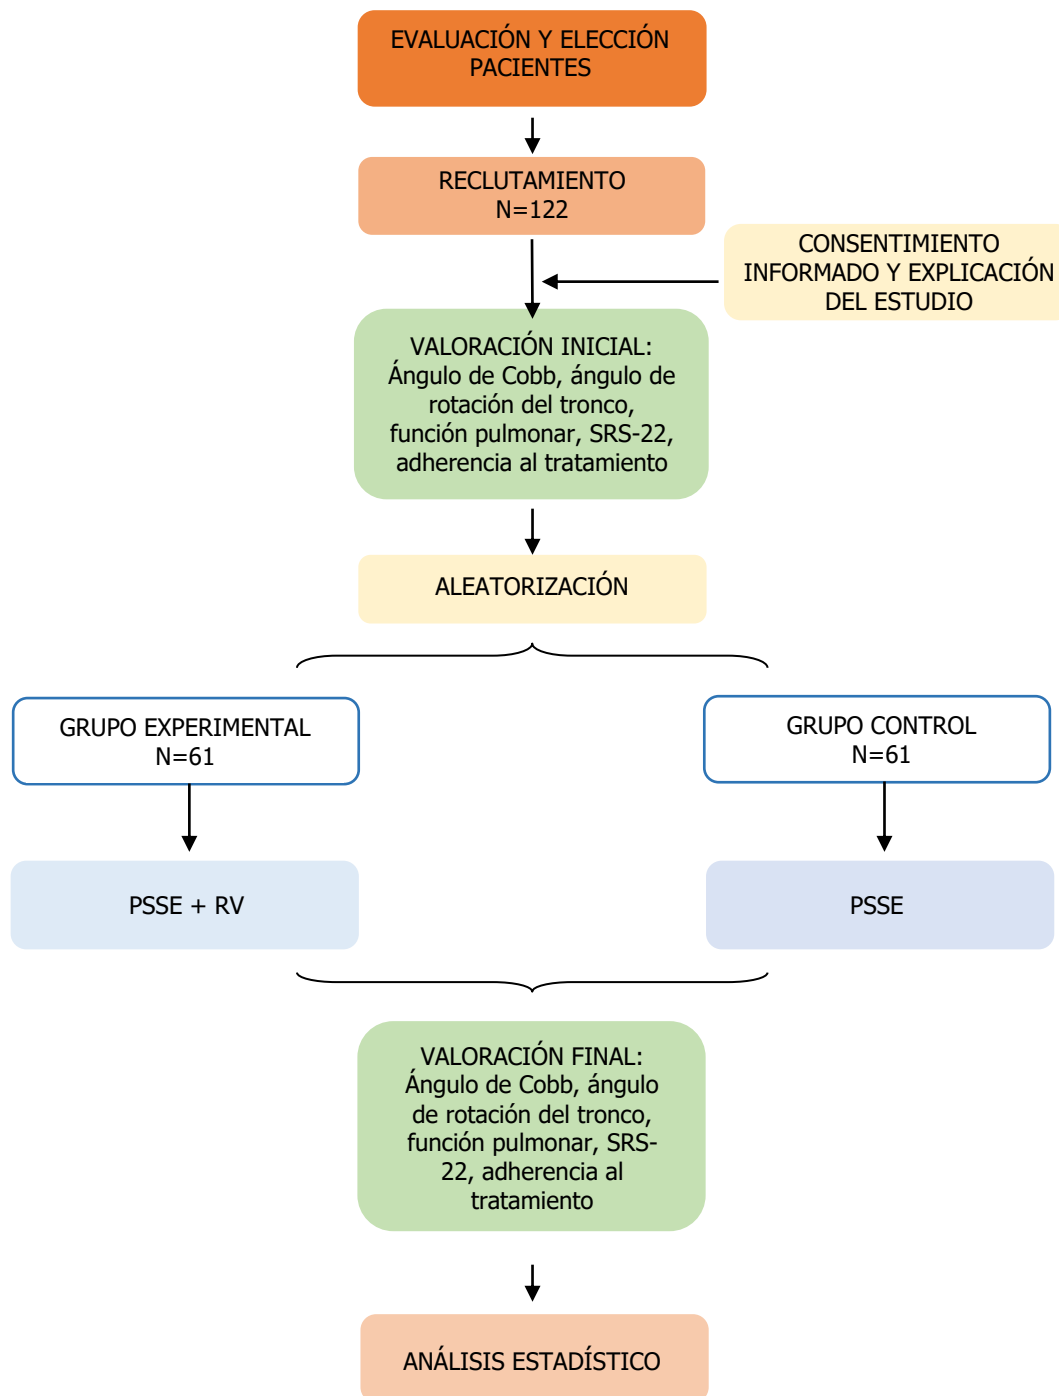 EVALUACIÓN Y ELECCIÓN
PACIENTES
RECLUTAMIENTO
N=122
CONSENTIMIENTO
INFORMADO Y EXPLICACIÓN
DEL ESTUDIO
VALORACIÓN INICIAL:
Ángulo de Cobb, ángulo de
rotación del tronco,
función pulmonar, SRS-22,
adherencia al tratamiento
ALEATORIZACIÓN
GRUPO EXPERIMENTAL
N=61
GRUPO CONTROL
N=61
PSSE + RV
PSSE
VALORACIÓN FINAL:
Ángulo de Cobb, ángulo
de rotación del tronco,
función pulmonar, SRS-
22, adherencia al
tratamiento
ANÁLISIS ESTADÍSTICO